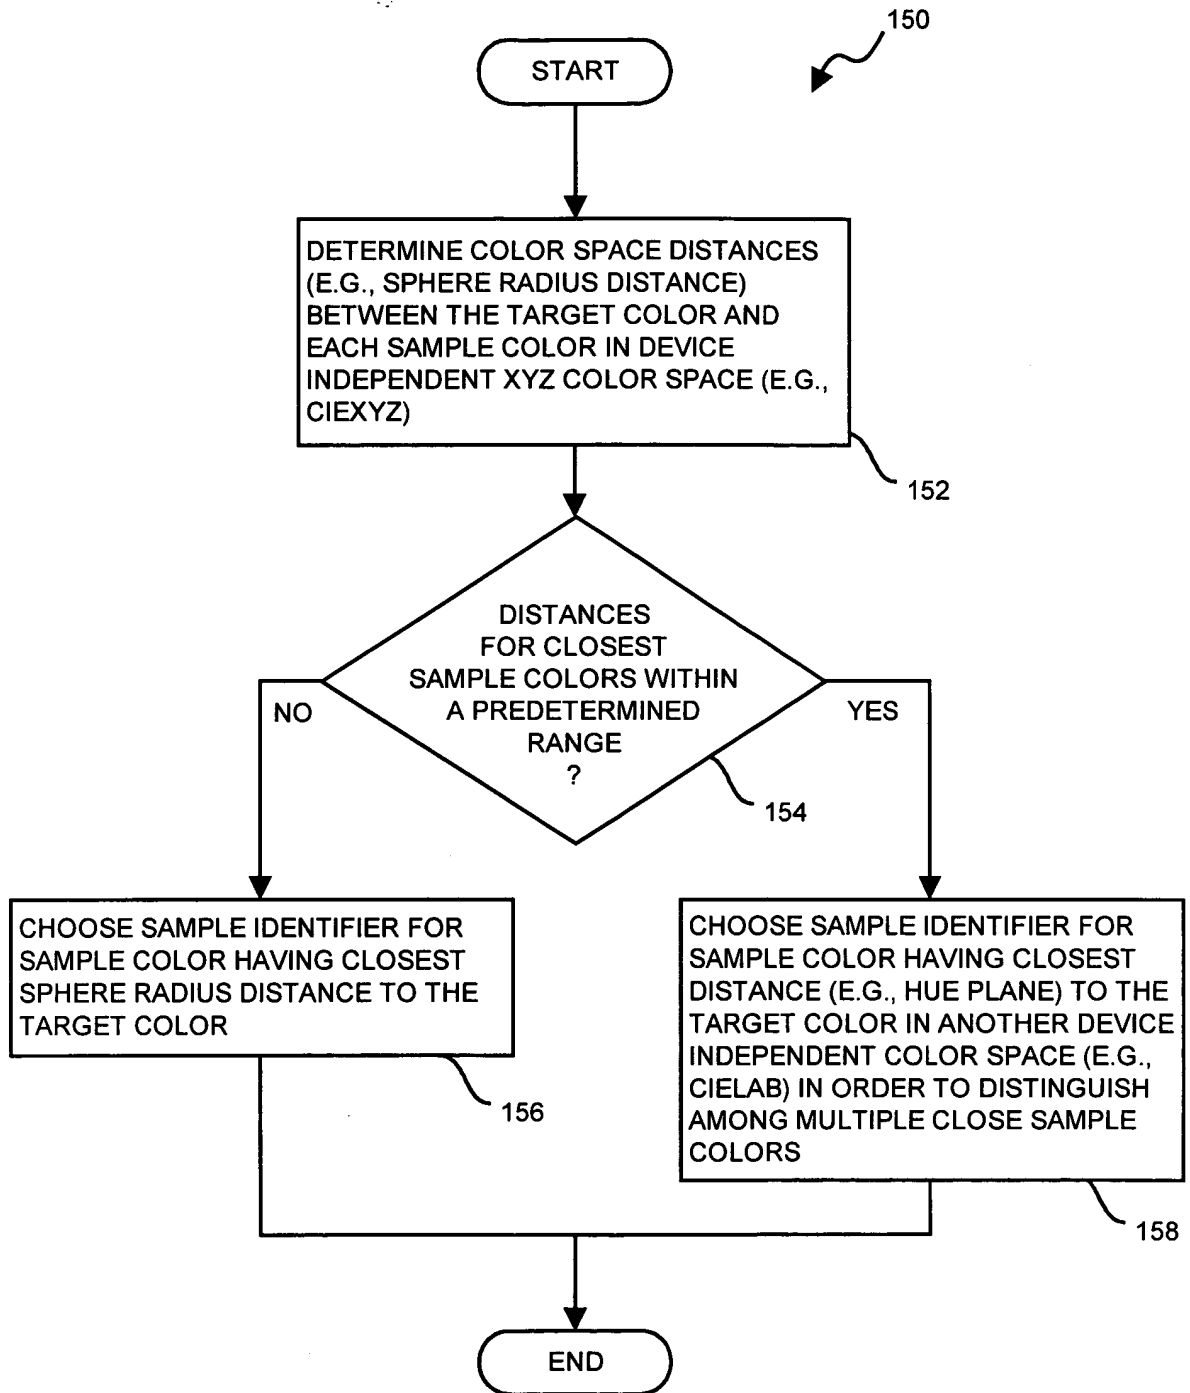 150
START
DETERMINE COLOR SPACE DISTANCES
(E.G., SPHERE RADIUS DISTANCE)
BETWEEN THE TARGET COLOR AND
EACH SAMPLE COLOR IN DEVICE
INDEPENDENT XYZ COLOR SPACE (E.G.,
CIEXYZ)
152
DISTANCES
FOR CLOSEST
SAMPLE COLORS WITHIN
A PREDETERMINED
RANGE
?
NO
YES
154
CHOOSE SAMPLE IDENTIFIER FOR
SAMPLE COLOR HAVING CLOSEST
SPHERE RADIUS DISTANCE TO THE
TARGET COLOR
156
CHOOSE SAMPLE IDENTIFIER FOR
SAMPLE COLOR HAVING CLOSEST
DISTANCE (E.G., HUE PLANE) TO THE
TARGET COLOR IN ANOTHER DEVICE
INDEPENDENT COLOR SPACE (E.G.,
CIELAB) IN ORDER TO DISTINGUISH
AMONG MULTIPLE CLOSE SAMPLE
COLORS
158
END